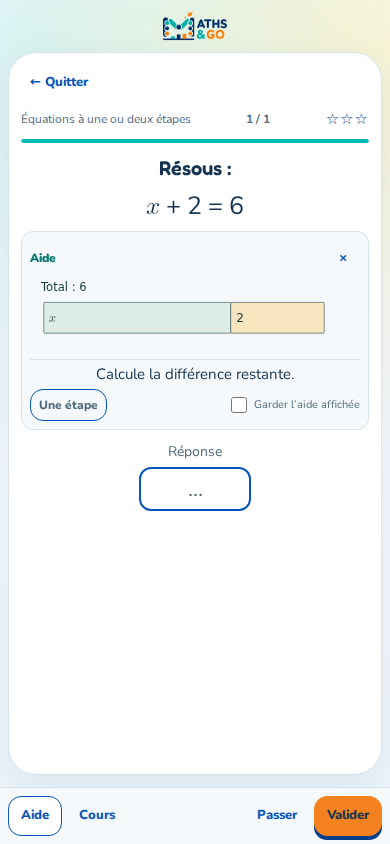 MATHS
&GO
← Quitter
Équations à une ou deux étapes 1 / 1 ☆☆☆
Résous :
x + 2 = 6
Aide ×
Total : 6
x 2
Calcule la différence restante.
Une étape Garder l'aide affichée
Réponse
...
Aide Cours Passer Valider